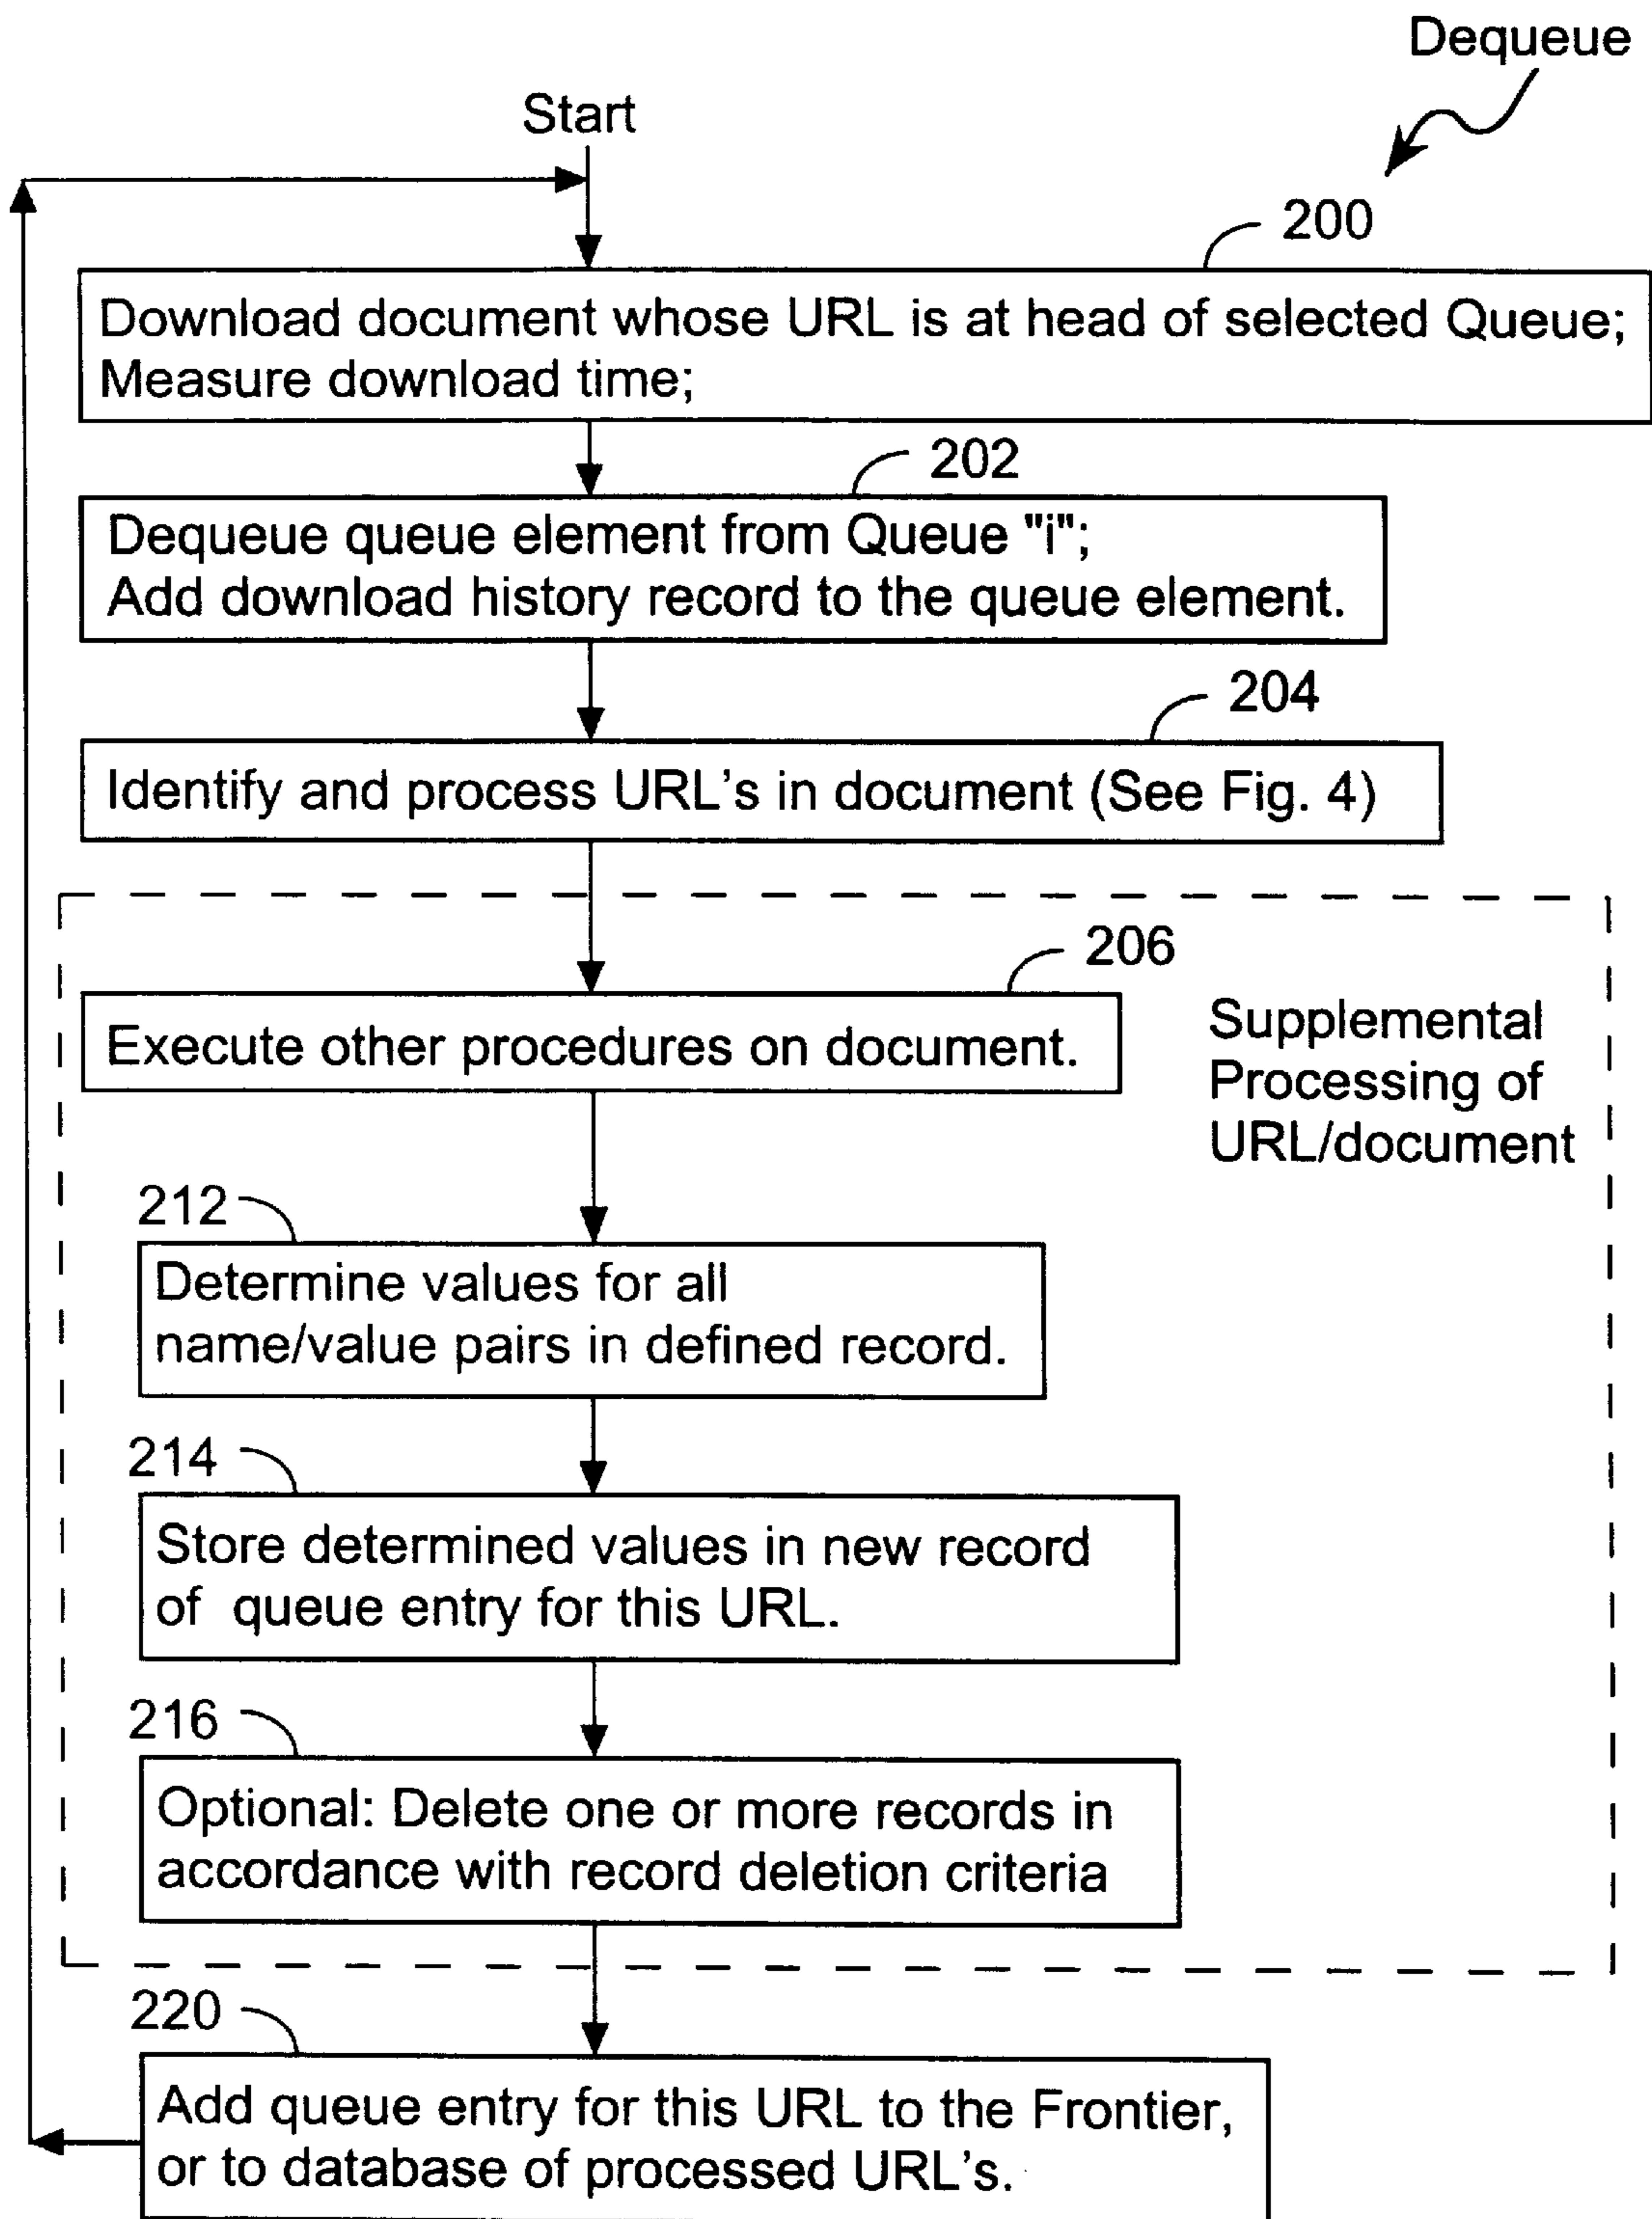 Dequeue
Start
200
Download document whose URL is at head of selected Queue;
Measure download time;
202
Dequeue queue element from Queue "i";
Add download history record to the queue element.
204
Identify and process URL's in document (See Fig. 4)
206
Execute other procedures on document.
Supplemental
Processing of
URL/document
212
Determine values for all
name/value pairs in defined record.
214
Store determined values in new record
of queue entry for this URL.
216
Optional: Delete one or more records in
accordance with record deletion criteria
220
Add queue entry for this URL to the Frontier,
or to database of processed URL's.